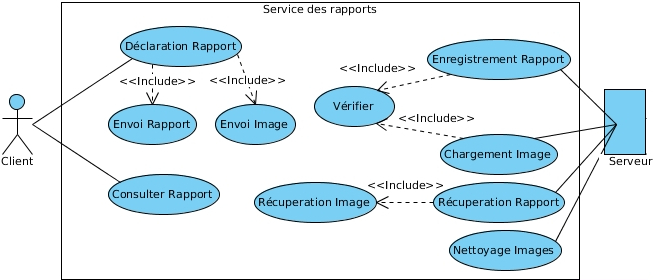 Service des rapports
Déclaration Rapport
Enregistrement Rapport
<<Include>>
<<Include>>
<<Include>>
Vérifier
Envoi Rapport
Envoi Image
<<Include>>
Client
Chargement Image
Serveur
Consulter Rapport
<<Include>>
Récuperation Image
Récuperation Rapport
Nettoyage Images